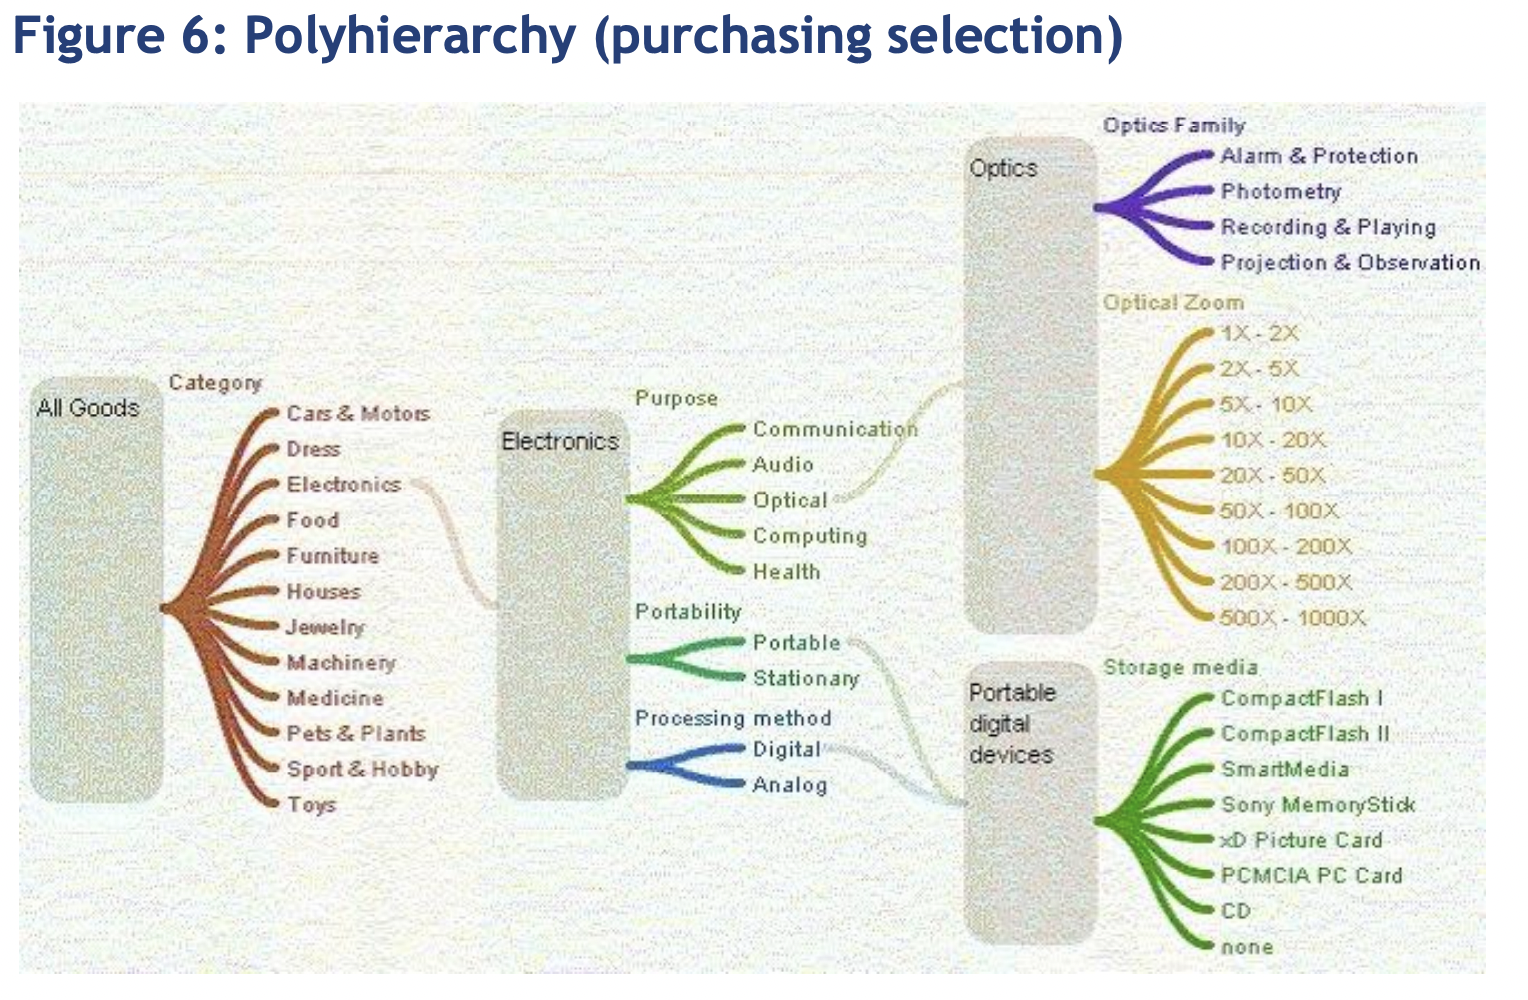 Figure 6: Polyhierarchy (purchasing selection)
All Goods
Category
Cars & Motors
Dress
Electronics
Food
Furniture
Houses
Jewelry
Machinery
Medicine
Pets & Plants
Sport & Hobby
Toys
Electronics
Purpose
Communication
Audio
Optical
Computing
Health
Portability
Portable
Stationary
Processing method
Digital
Analog
Optics
Optics Family
Alarm & Protection
Photometry
Recording & Playing
Projection & Observation
Optical Zoom
1X - 2X
2X - 5X
5X - 10X
10X - 20X
20X - 50X
50X - 100X
100X - 200X
200X - 500X
500X - 1000X
Portable
digital
devices
Storage media
CompactFlash I
CompactFlash II
SmartMedia
Sony MemoryStick
xD Picture Card
PCMCIA PC Card
CD
none